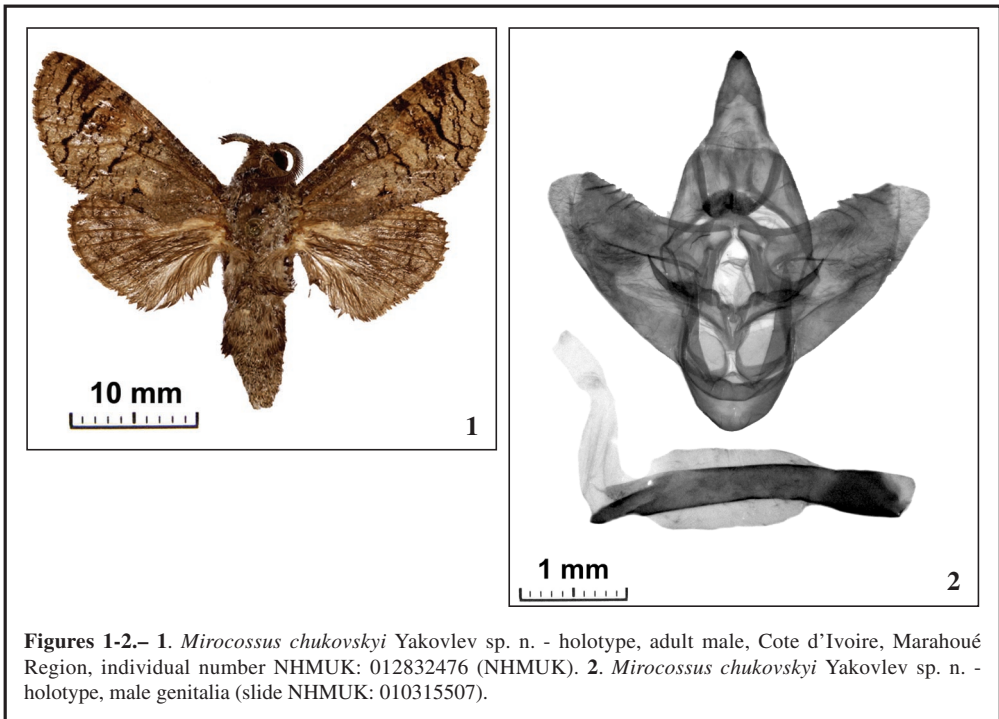 10 mm
1
1 mm
2
Figures 1-2.– 1. Mirocossus chukovskyi Yakovlev sp. n. - holotype, adult male, Cote d’Ivoire, Marahoué
Region, individual number NHMUK: 012832476 (NHMUK). 2. Mirocossus chukovskyi Yakovlev sp. n. -
holotype, male genitalia (slide NHMUK: 010315507).